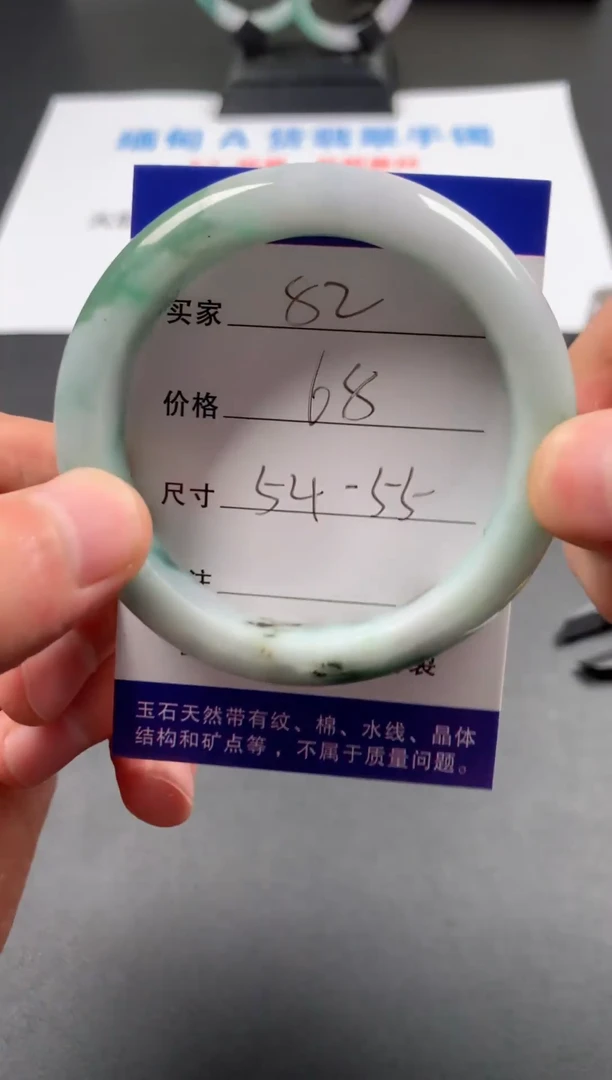 缅甸A货翡翠手镯
买家 82
价格 68
尺寸 54-55
注
玉石天然带有纹、棉、水线、晶体
结构和矿点等，不属于质量问题。